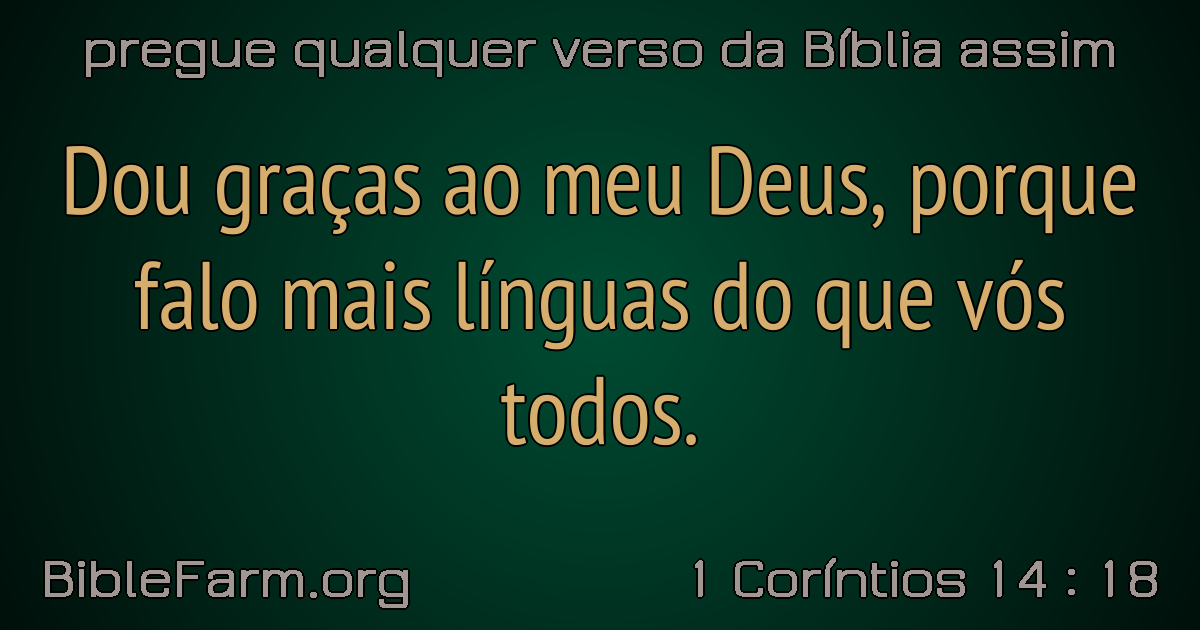 pregue qualquer verso da Bíblia assim
Dou graças ao meu Deus, porque
falo mais línguas do que vós
todos.
BibleFarm.org
1 Coríntios 14 : 18